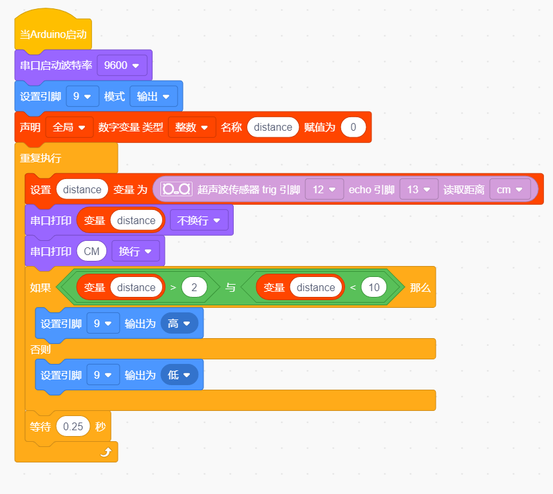 当Arduino启动
串口启动波特率 9600
设置引脚 9 模式 输出
声明 全局 数字变量 类型 整数 名称 distance 赋值为 0
重复执行
设置 distance 变量 为 超声波传感器 trig 引脚 12 echo 引脚 13 读取距离 cm
串口打印 变量 distance 不换行
串口打印 CM 换行
如果 变量 distance > 2 与 变量 distance < 10 那么
设置引脚 9 输出为 高
否则
设置引脚 9 输出为 低
等待 0.25 秒